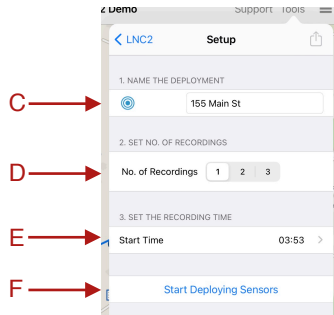 2 Demo Support Tools
LNC2 Setup
1. NAME THE DEPLOYMENT
C 155 Main St
2. SET NO. OF RECORDINGS
D No. of Recordings 1 2 3
3. SET THE RECORDING TIME
E Start Time 03:53
F Start Deploying Sensors